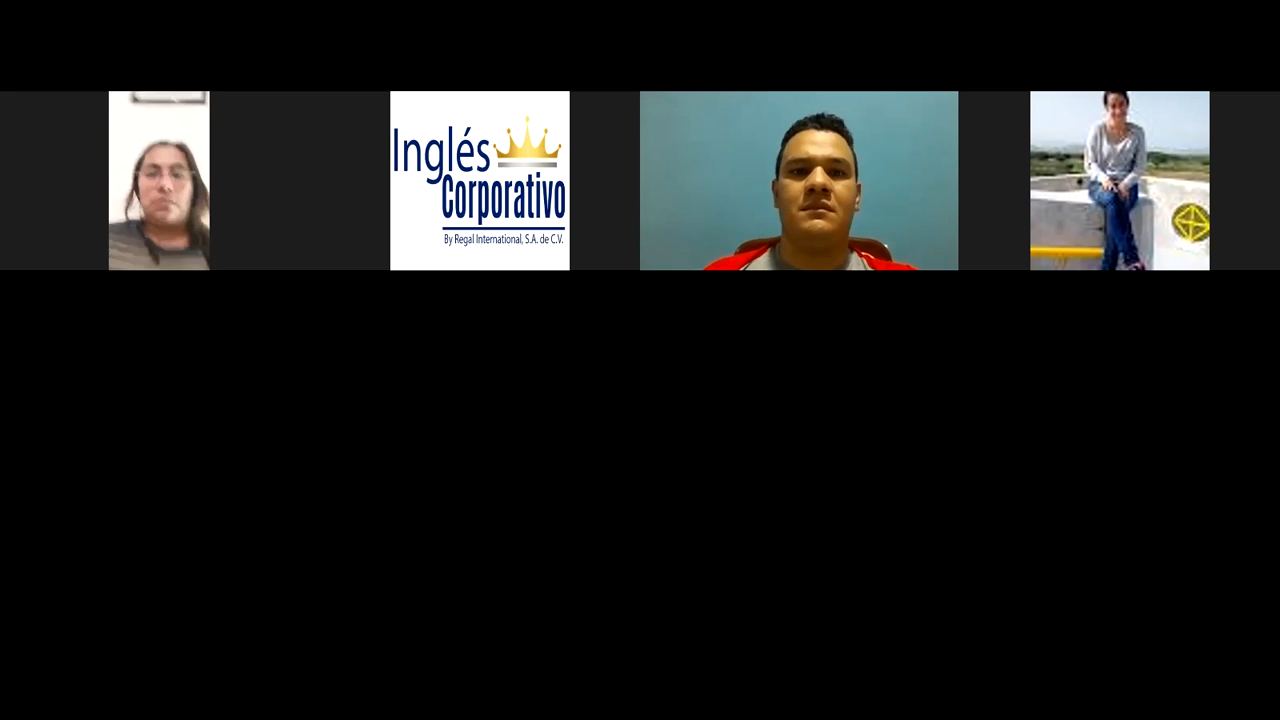 Inglés
Corporativo
By Regal International, S.A. de C.V.